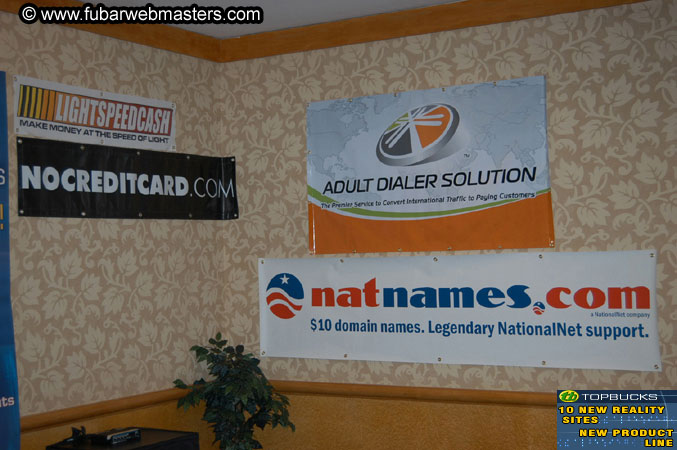 © www.fubarwebmasters.com
LIGHTSPEEDCASH
MAKE MONEY AT THE SPEED OF LIGHT
NOCREDITCARD.COM
ADULT DIALER SOLUTION
The Premier Service to Convert International Traffic to Paying Customers
natnames.com
a NationalNet company
$10 domain names. Legendary NationalNet support.
TOPBUCKS
10 NEW REALITY
SITES
NEW PRODUCT
LINE